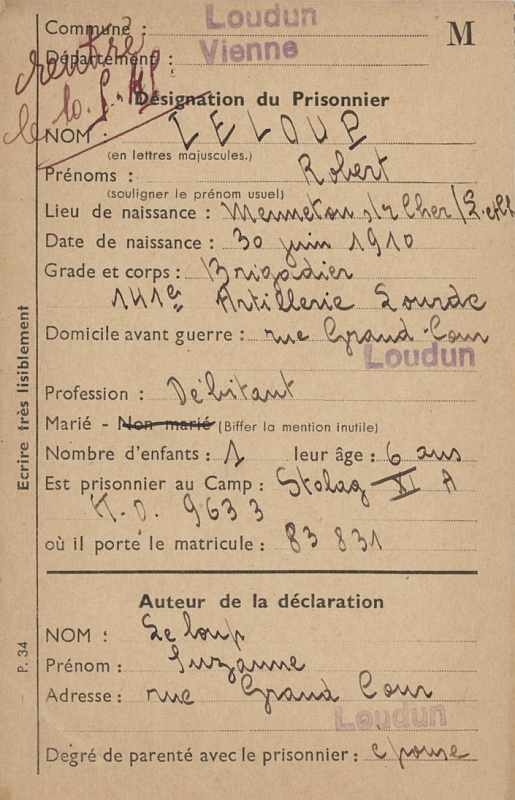 Commune : Loudun
M
Département : Vienne
rentré
le 10.5.41
Désignation du Prisonnier
NOM : LELOUP
(en lettres majuscules.)
Prénoms : Robert
(souligner le prénom usuel)
Lieu de naissance : Menneton s/r Cher
Date de naissance : 30 juin 1910
Grade et corps : Brigadier
141e Artillerie Lourde
Domicile avant guerre : rue Grand-Cour
Loudun
Profession : Débitant
Marié - Non marié (Biffer la mention inutile)
Nombre d'enfants : 1 leur âge : 6 ans
Est prisonnier au Camp : Stalag XI A
K.D. 9633
où il porte le matricule : 83 831
Auteur de la déclaration
NOM : Leloup
Prénom : Suzanne
Adresse : rue Grand Cour
Loudun
Degré de parenté avec le prisonnier : épouse
Ecrire très lisiblement
P. 34